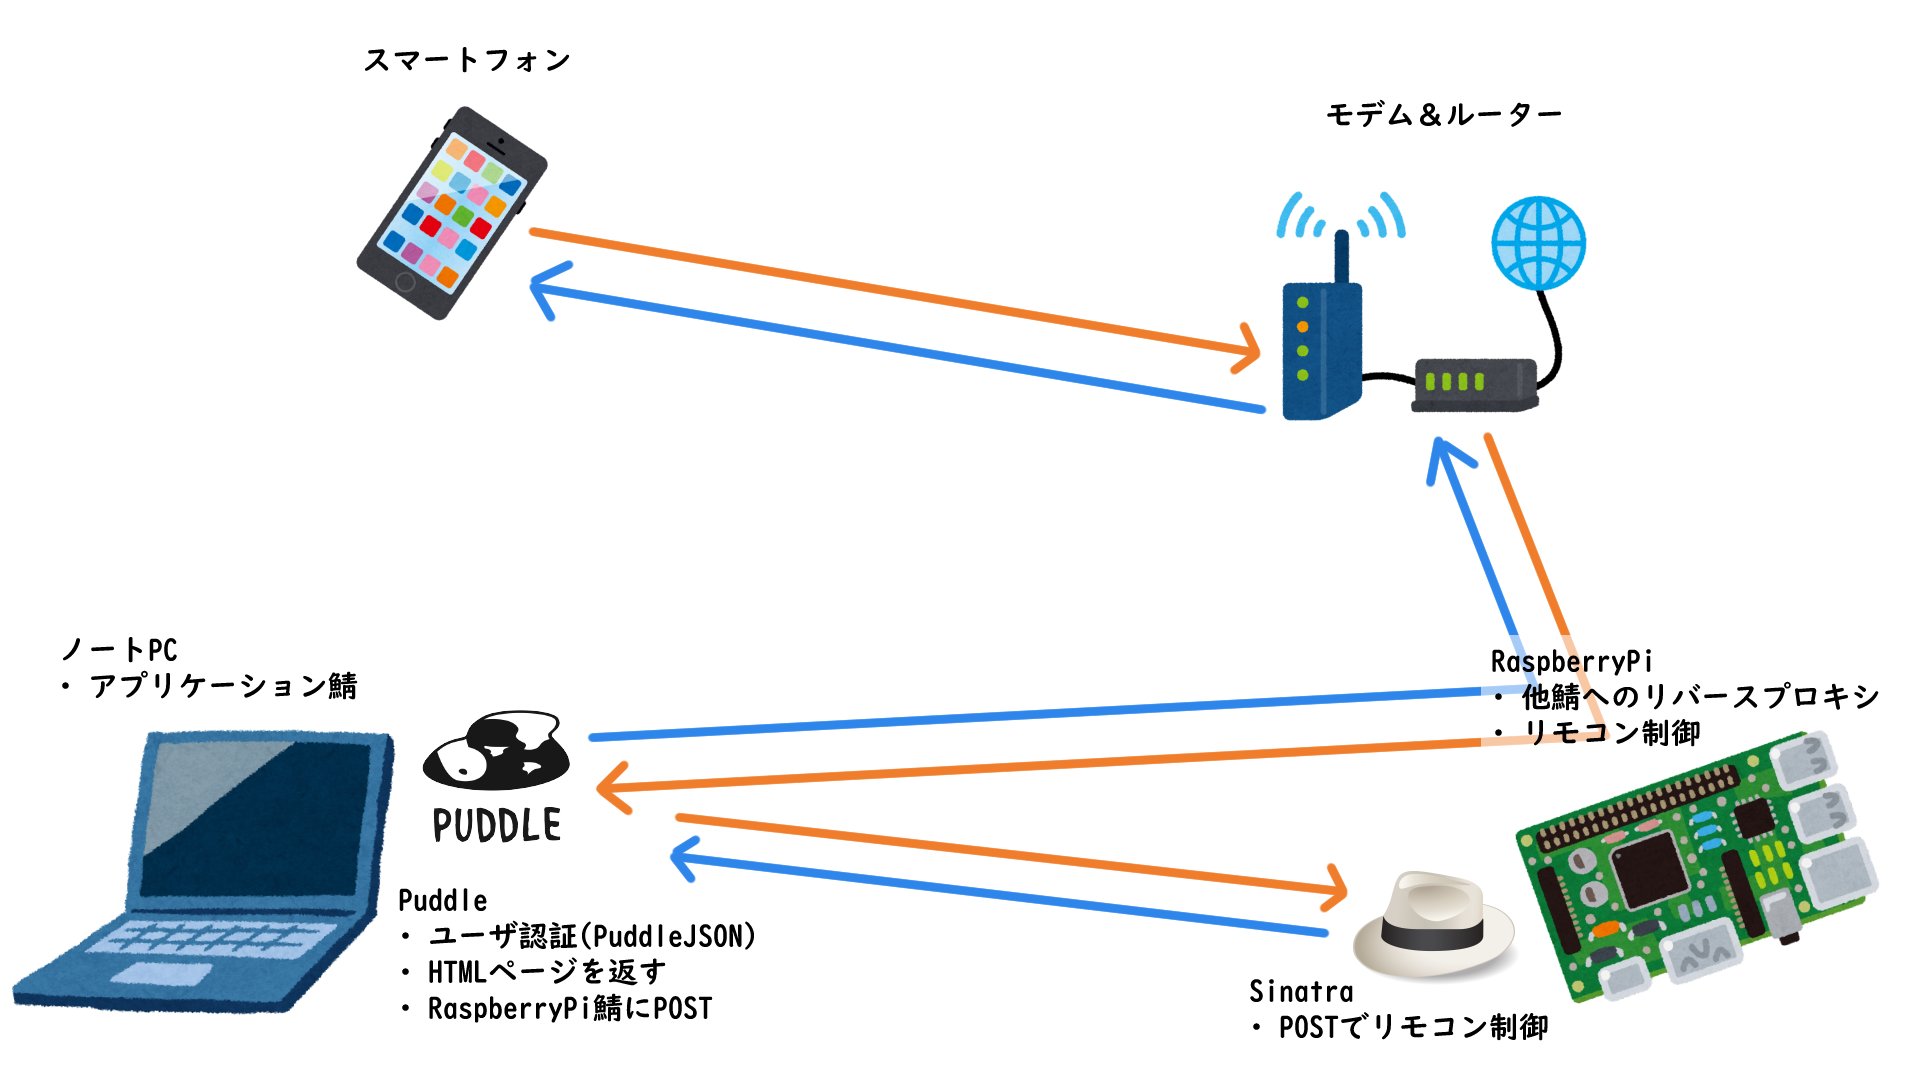 スマートフォン
モデム＆ルーター
ノートPC
・ アプリケーション鯖
RaspberryPi
・ 他鯖へのリバースプロキシ
・ リモコン制御
PUDDLE
Puddle
・ ユーザ認証(PuddleJSON)
・ HTMLページを返す
・ RaspberryPi鯖にPOST
Sinatra
・ POSTでリモコン制御